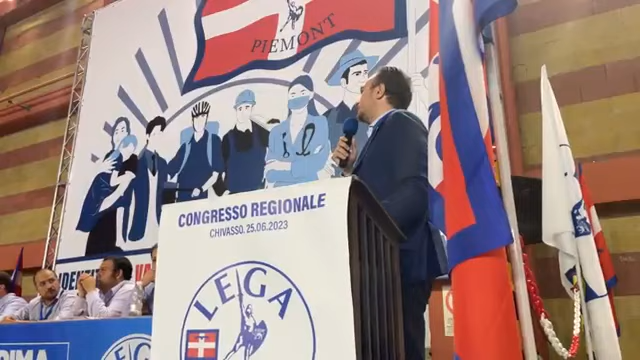 PIEMONT
CONGRESSO REGIONALE
CHIVASSO, 25.06.2023
LEGA